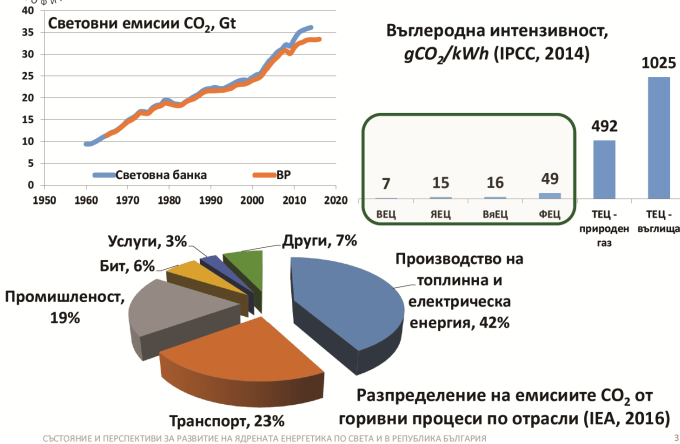 Световни емисии CO2, Gt
40
35
30
25
20
15
10
5
0
1950
1960
1970
1980
1990
2000
2010
2020
Световна банка
BP
Въглеродна интензивност,
gCO2/kWh (IPCC, 2014)
7
15
16
49
492
1025
ВЕЦ
ЯЕЦ
ВяЕЦ
ФЕЦ
ТЕЦ -
природен
газ
ТЕЦ -
въглища
Услуги, 3%
Други, 7%
Бит, 6%
Промишленост,
19%
Производство на
топлинна и
електрическа
енергия, 42%
Транспорт, 23%
Разпределение на емисиите CO2 от
горивни процеси по отрасли (IEA, 2016)
СЪСТОЯНИЕ И ПЕРСПЕКТИВИ ЗА РАЗВИТИЕ НА ЯДРЕНАТА ЕНЕРГЕТИКА ПО СВЕТА И В РЕПУБЛИКА БЪЛГАРИЯ
3